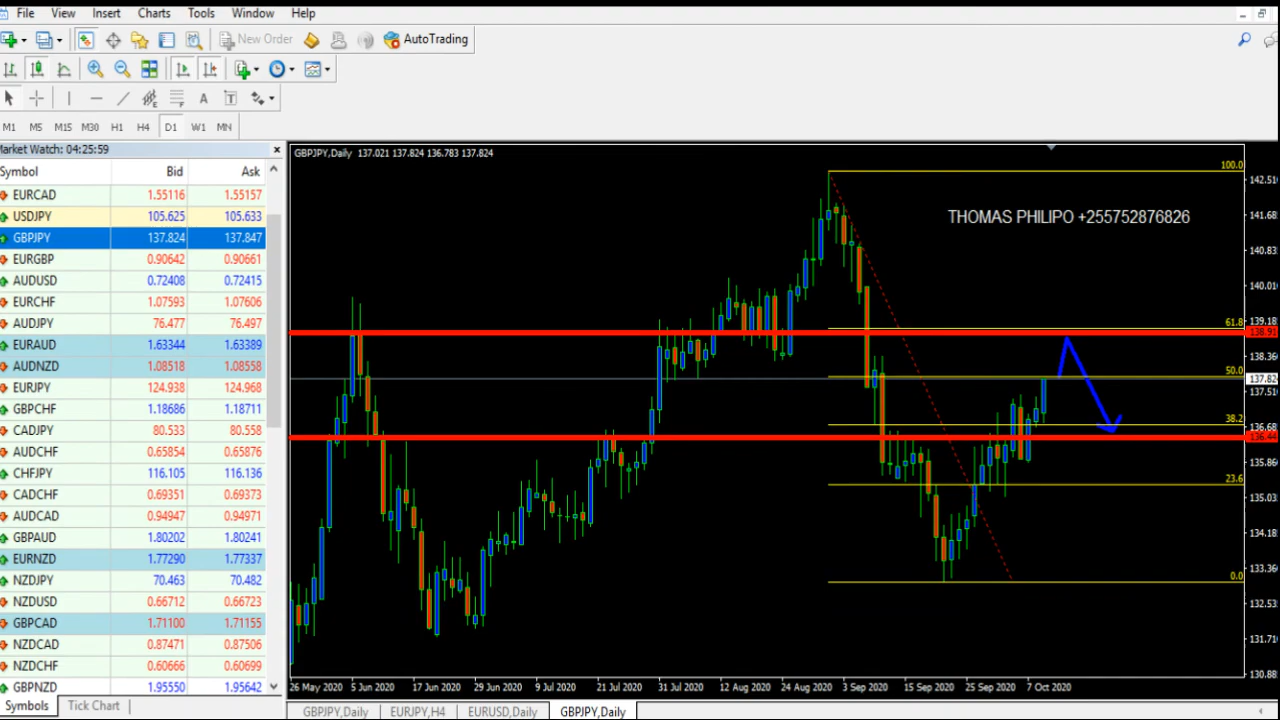 File View Insert Charts Tools Window Help
New Order AutoTrading
E A T
M1 M5 M15 M30 H1 H4 D1 W1 MN
Market Watch: 04:25:59
Symbol Bid Ask
EURCAD 1.55116 1.55157
USDJPY 105.625 105.633
GBPJPY 137.824 137.847
EURGBP 0.90642 0.90661
AUDUSD 0.72408 0.72415
EURCHF 1.07593 1.07606
AUDJPY 76.477 76.497
EURAUD 1.63344 1.63389
AUDNZD 1.08518 1.08558
EURJPY 124.938 124.968
GBPCHF 1.18686 1.18711
CADJPY 80.533 80.558
AUDCHF 0.65854 0.65876
CHFJPY 116.105 116.136
CADCHF 0.69351 0.69373
AUDCAD 0.94947 0.94971
GBPAUD 1.80202 1.80241
EURNZD 1.77290 1.77337
NZDJPY 70.463 70.482
NZDUSD 0.66712 0.66723
GBPCAD 1.71100 1.71155
NZDCAD 0.87471 0.87506
NZDCHF 0.60666 0.60699
GBPNZD 1.95550 1.95642
Symbols Tick Chart
GBPJPY,Daily 137.021 137.824 136.783 137.824
THOMAS PHILIPO +255752876826
100.0
61.8
50.0
38.2
23.6
0.0
142.510
141.68
140.83
140.01
139.18
138.91
138.36
137.82
137.510
136.68
136.44
135.86
135.03
134.18
133.36
132.53
131.71
130.88
26 May 2020 5 Jun 2020 17 Jun 2020 29 Jun 2020 9 Jul 2020 21 Jul 2020 31 Jul 2020 12 Aug 2020 24 Aug 2020 3 Sep 2020 15 Sep 2020 25 Sep 2020 7 Oct 2020
GBPJPY,Daily EURJPY,H4 EURUSD,Daily GBPJPY,Daily